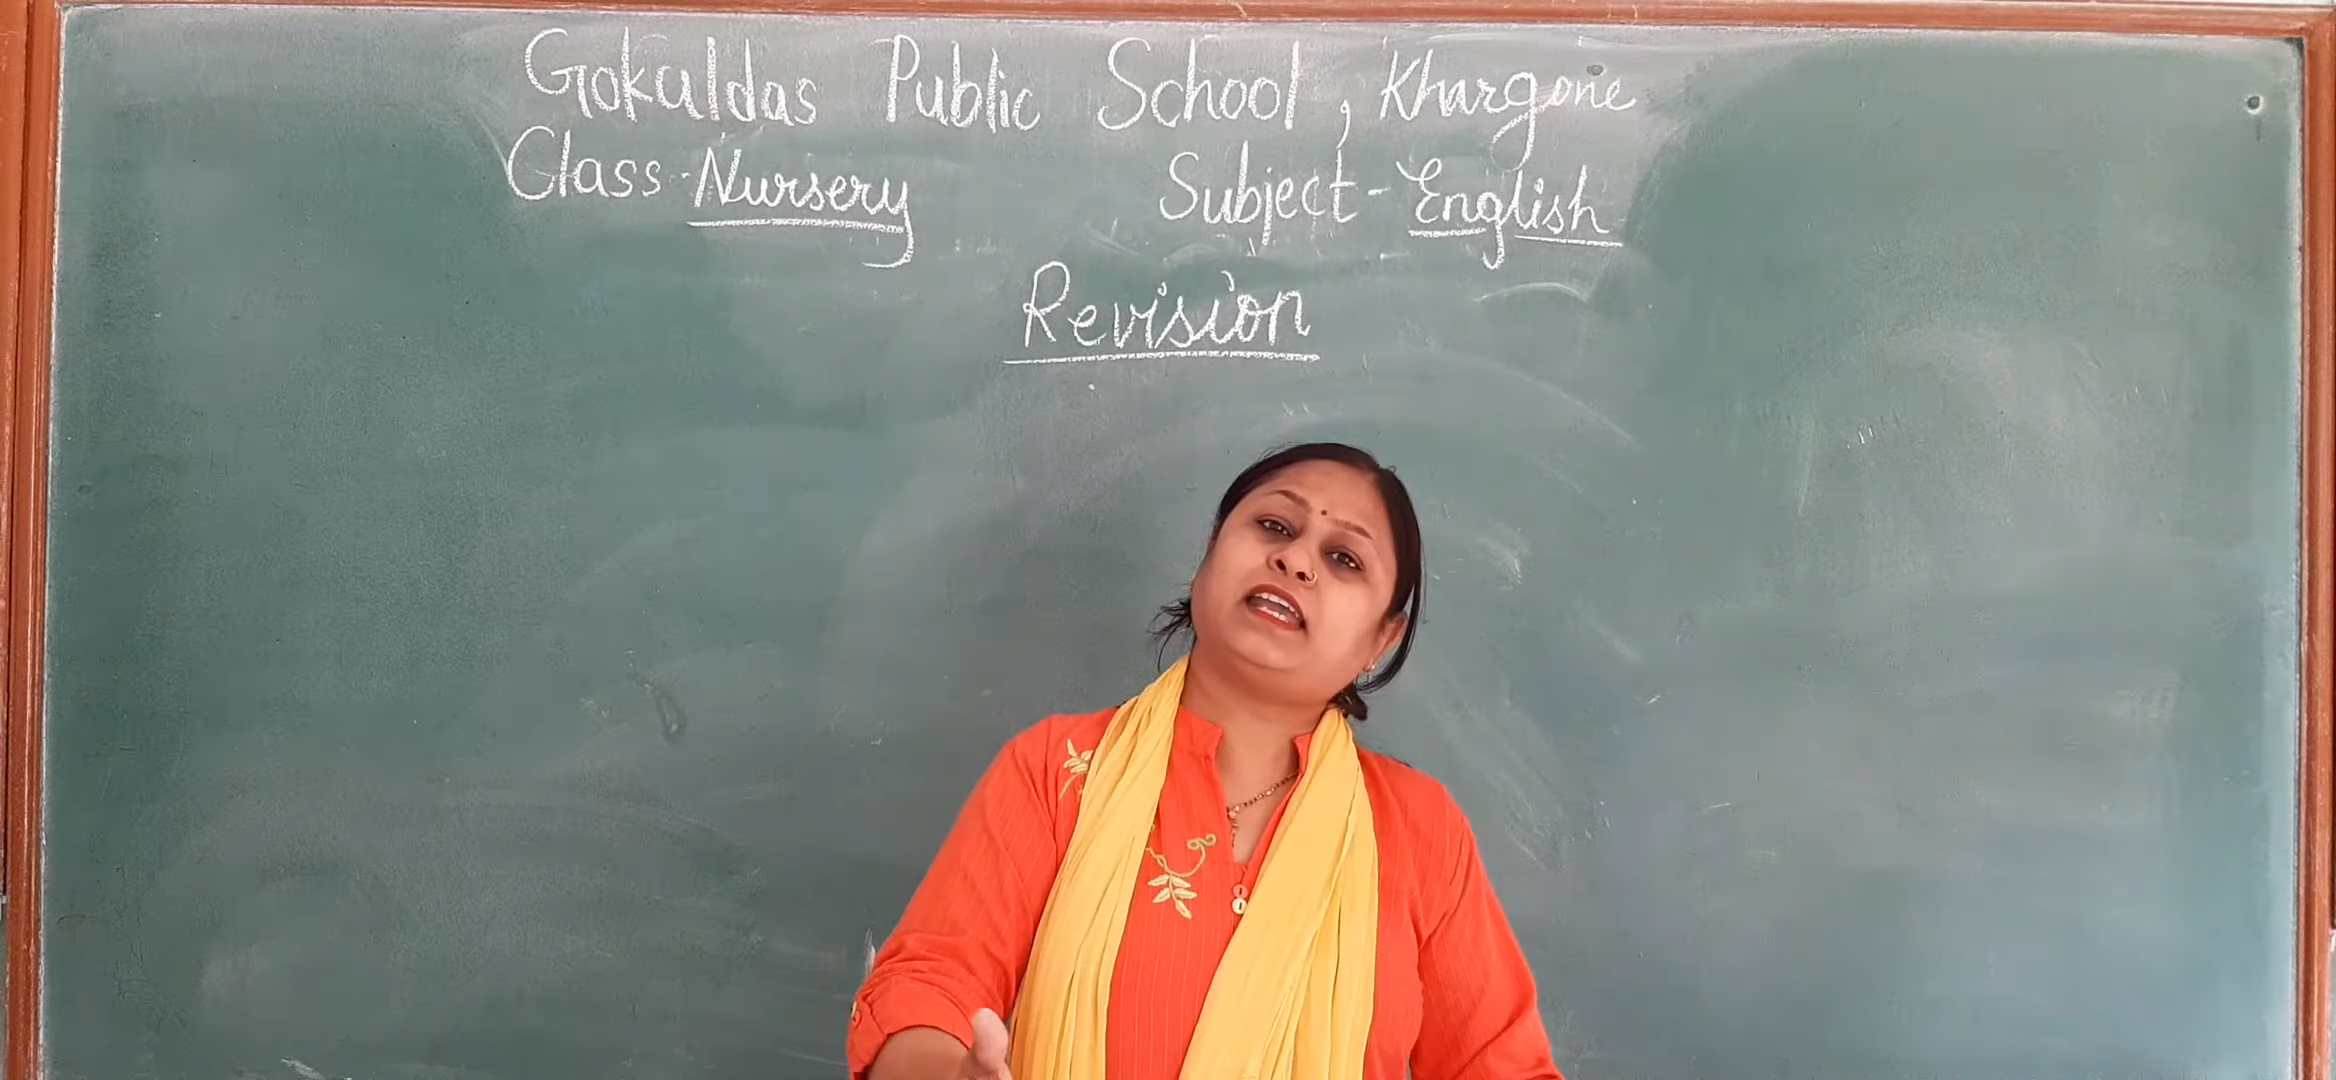 Gokuldas Public School, Khargone
Class-Nursery Subject-English
Revision